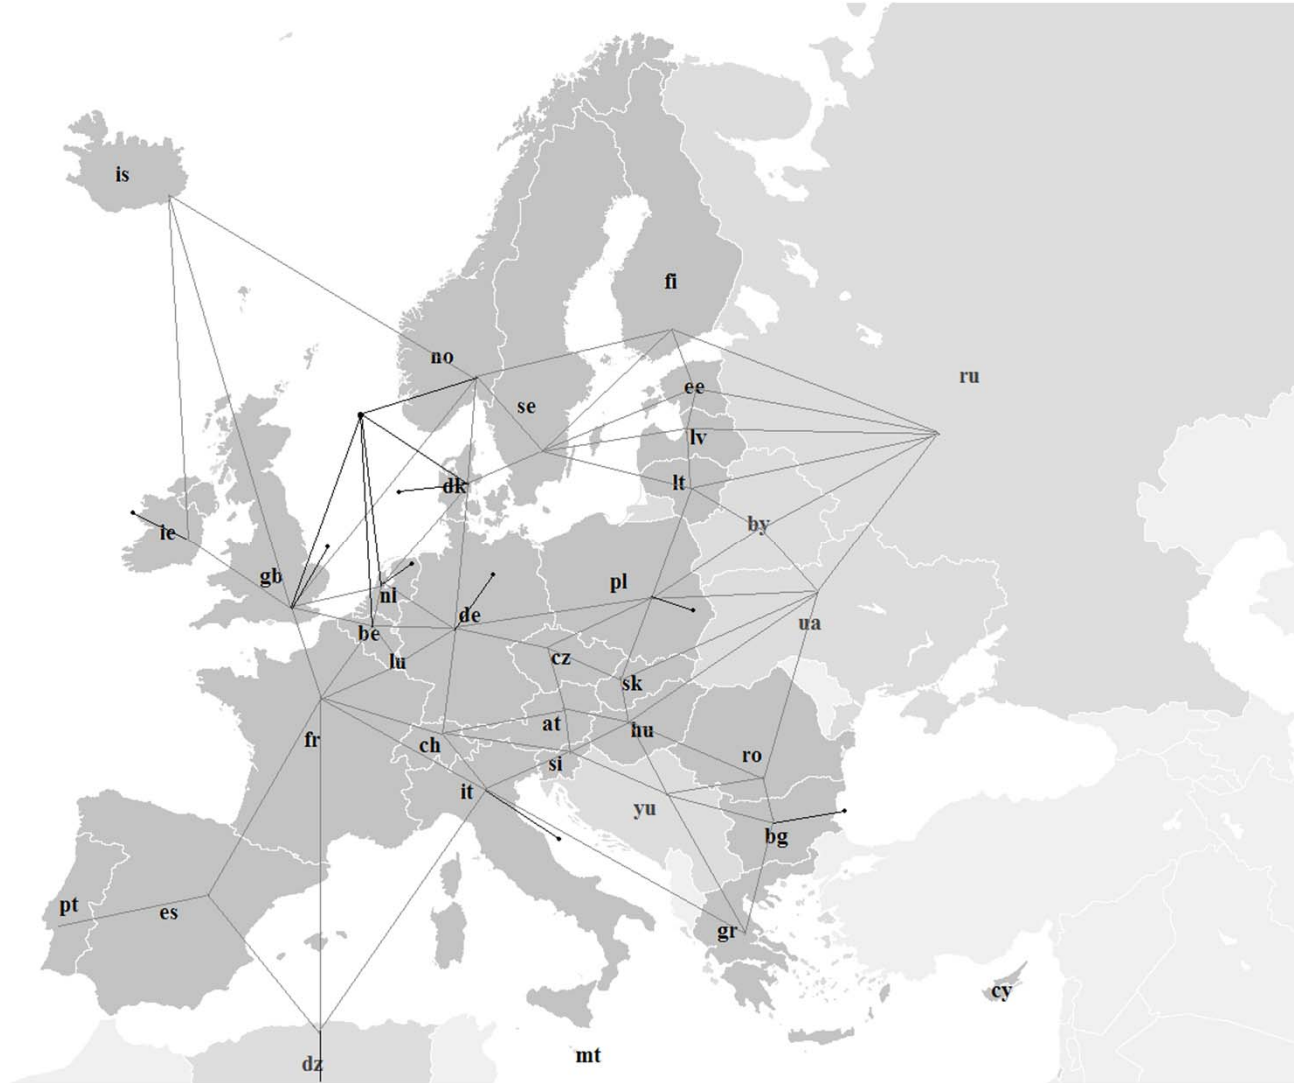 is
fi
no
ru
ee
se
lv
lt
dk
by
ie
gb
pl
nl
de
ua
be
cz
lu
sk
at
hu
fr
ch
ro
si
it
yu
bg
pt
es
gr
cy
mt
dz